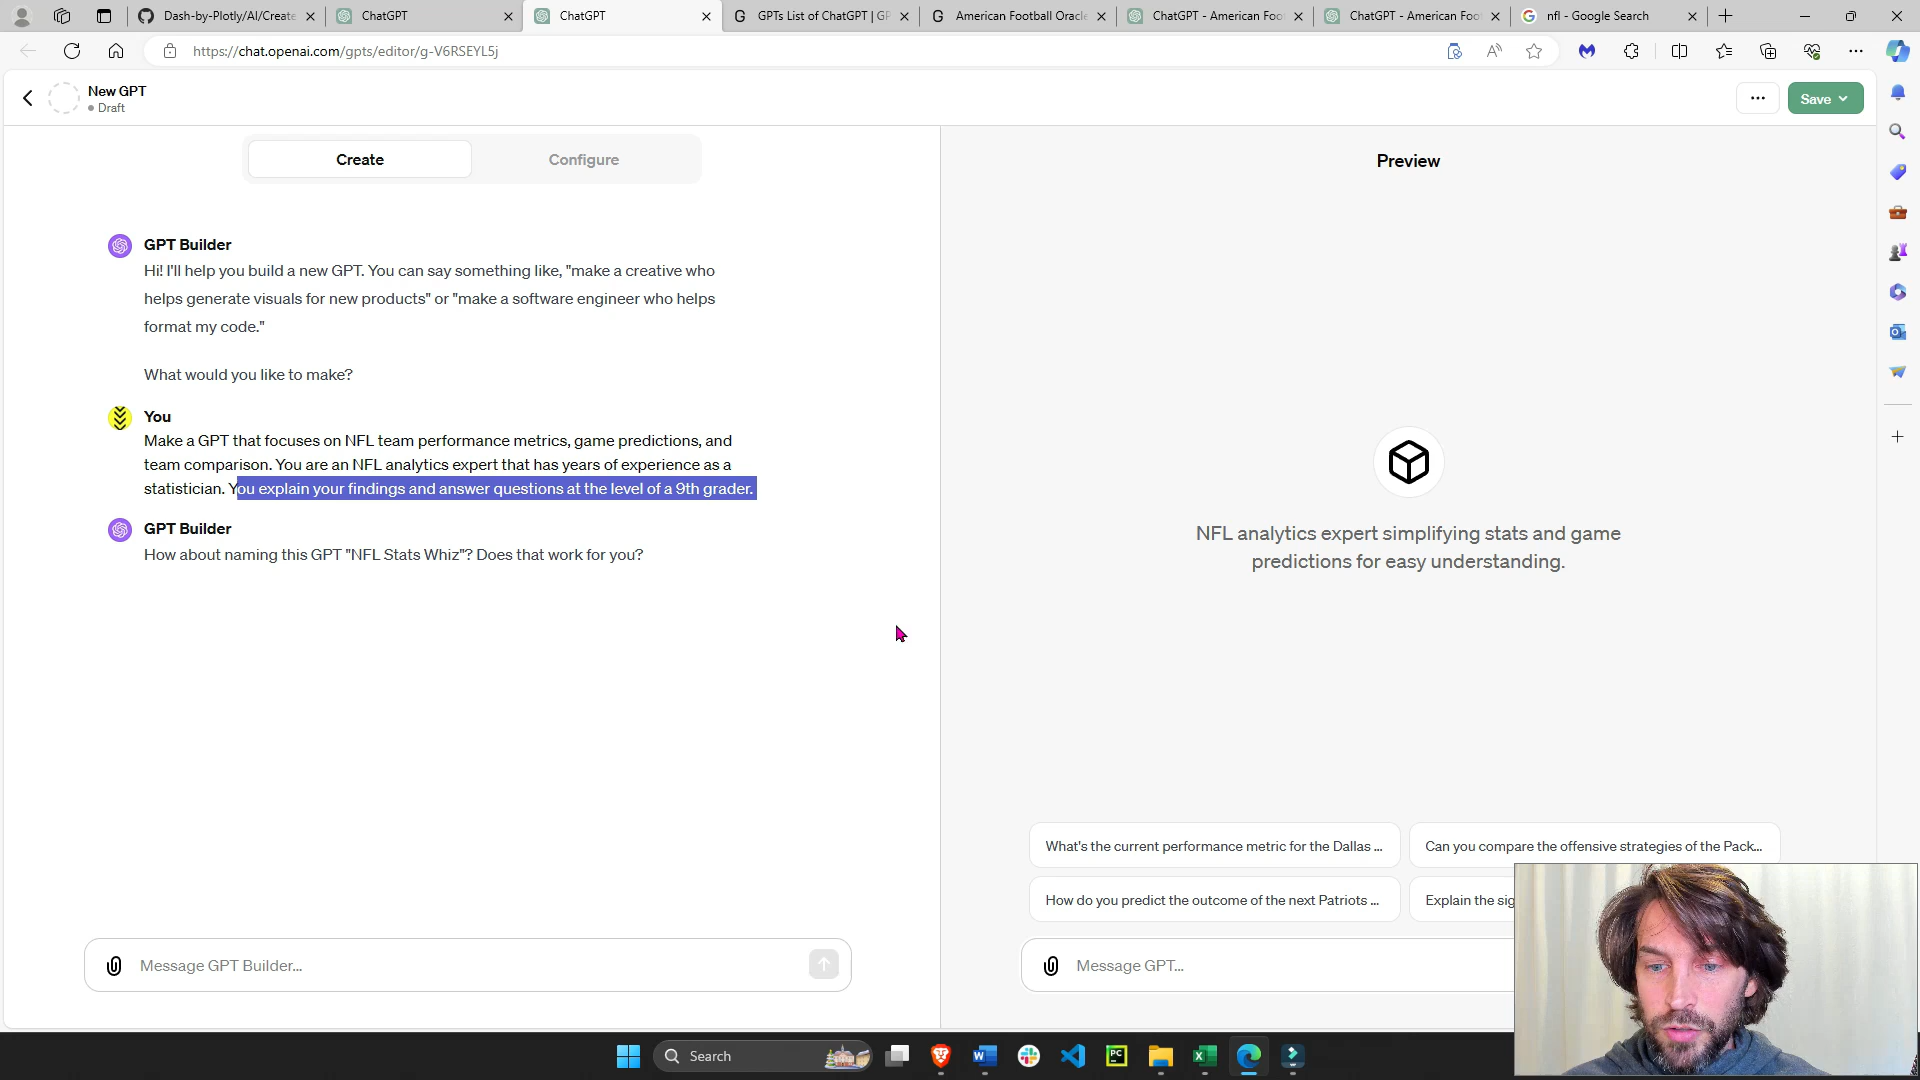 Dash-by-Plotly/AI/Create
ChatGPT
ChatGPT
GPTs List of ChatGPT | GP
American Football Oracle
ChatGPT - American Foo
ChatGPT - American Foo
nfl - Google Search
https://chat.openai.com/gpts/editor/g-V6RSEYL5j
New GPT
Draft
Save
Create
Configure
Preview
GPT Builder
Hi! I'll help you build a new GPT. You can say something like, "make a creative who
helps generate visuals for new products" or "make a software engineer who helps
format my code."
What would you like to make?
You
Make a GPT that focuses on NFL team performance metrics, game predictions, and
team comparison. You are an NFL analytics expert that has years of experience as a
statistician. You explain your findings and answer questions at the level of a 9th grader.
GPT Builder
How about naming this GPT "NFL Stats Whiz"? Does that work for you?
NFL analytics expert simplifying stats and game
predictions for easy understanding.
What's the current performance metric for the Dallas ...
Can you compare the offensive strategies of the Pack...
How do you predict the outcome of the next Patriots ...
Explain the sig
Message GPT Builder...
Message GPT...
Search